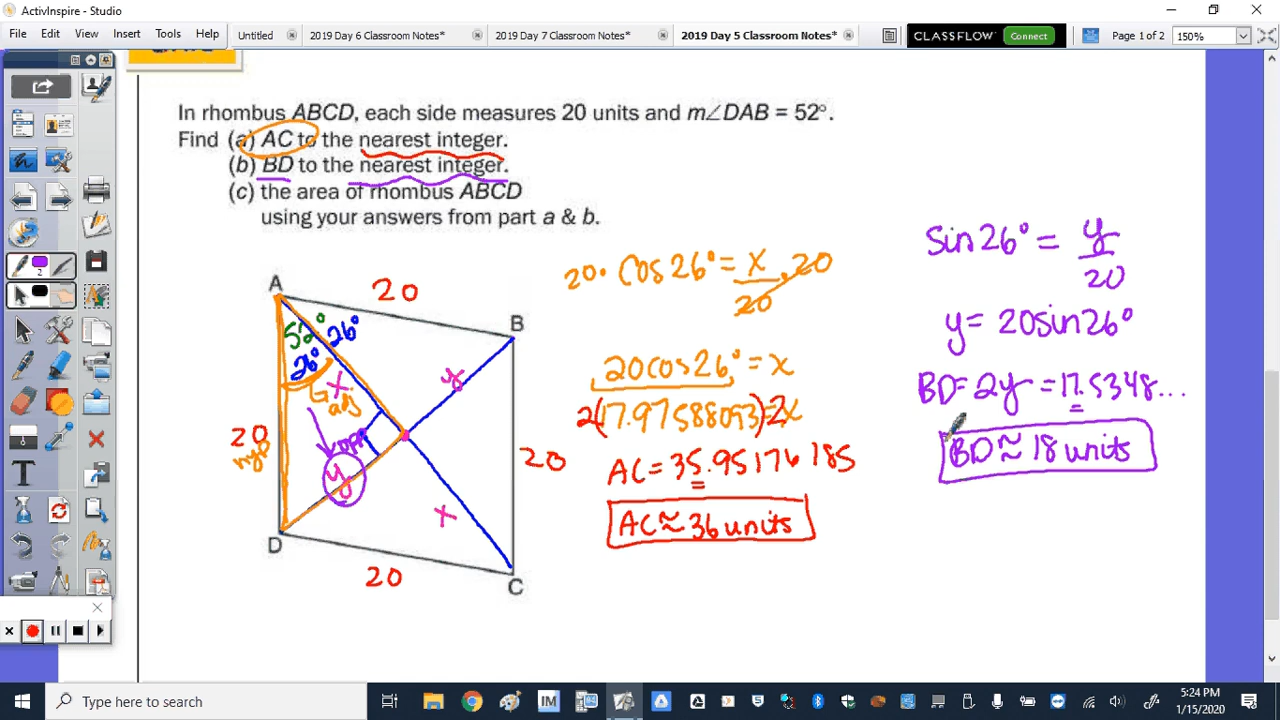 ActivInspire - Studio
File Edit View Insert Tools Help Untitled 2019 Day 6 Classroom Notes* 2019 Day 7 Classroom Notes* 2019 Day 5 Classroom Notes* CLASSFLOW Connect Page 1 of 2 150%
In rhombus ABCD, each side measures 20 units and m∠DAB = 52°.
Find (a) AC to the nearest integer.
(b) BD to the nearest integer.
(c) the area of rhombus ABCD
using your answers from part a & b.
A
20
B
52° 26°
26°
x
adj
y
20
hyp
opp
y
20
x
D
20
C
20 · cos 26° = x/20 · 20
20cos26° = x
2(17.97588093)=2x
AC = 35.95176185
AC ≈ 36 units
sin 26° = y/20
y = 20sin26°
BD = 2y = 17.5348...
BD ≈ 18 units
2
T
Type here to search
IM
5:24 PM
1/15/2020